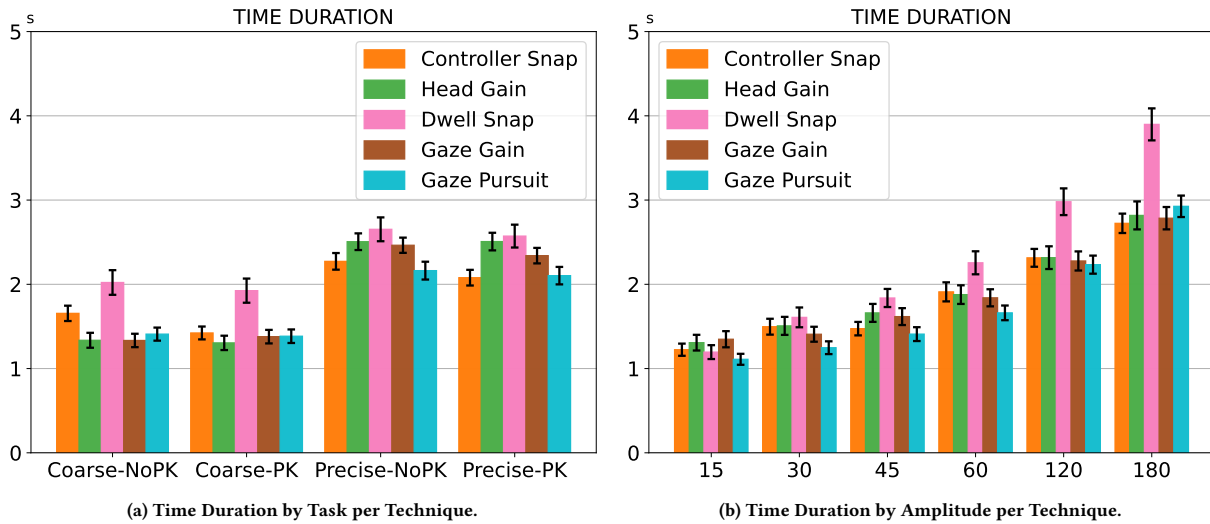 s
TIME DURATION
5
4
3
2
1
0
Controller Snap
Head Gain
Dwell Snap
Gaze Gain
Gaze Pursuit
Coarse-NoPK Coarse-PK Precise-NoPK Precise-PK
(a) Time Duration by Task per Technique.
s
TIME DURATION
5
4
3
2
1
0
Controller Snap
Head Gain
Dwell Snap
Gaze Gain
Gaze Pursuit
15 30 45 60 120 180
(b) Time Duration by Amplitude per Technique.